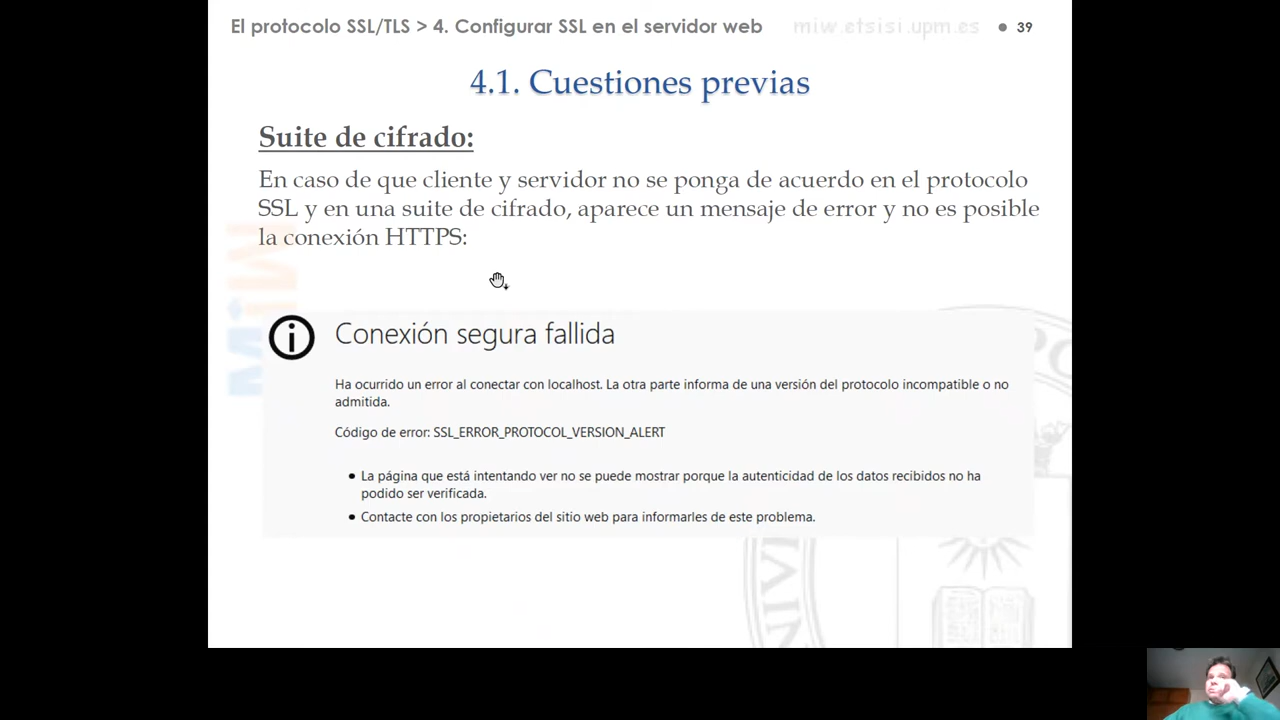 El protocolo SSL/TLS > 4. Configurar SSL en el servidor web
miw.etsisi.upm.es
39
4.1. Cuestiones previas
Suite de cifrado:
En caso de que cliente y servidor no se ponga de acuerdo en el protocolo
SSL y en una suite de cifrado, aparece un mensaje de error y no es posible
la conexión HTTPS:
MiW
Conexión segura fallida
Ha ocurrido un error al conectar con localhost. La otra parte informa de una versión del protocolo incompatible o no
admitida.
Código de error: SSL_ERROR_PROTOCOL_VERSION_ALERT
• La página que está intentando ver no se puede mostrar porque la autenticidad de los datos recibidos no ha
podido ser verificada.
• Contacte con los propietarios del sitio web para informarles de este problema.